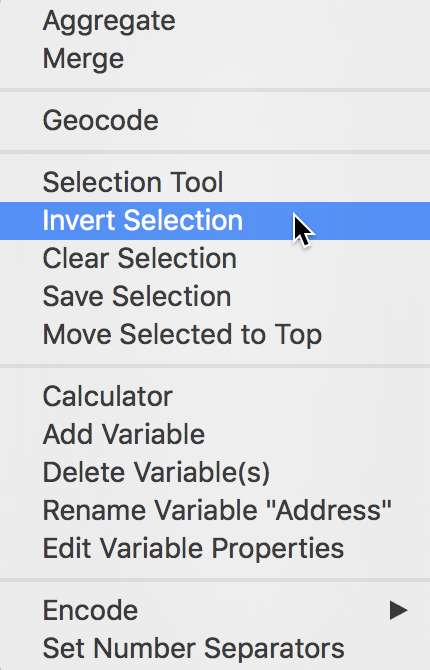 Aggregate
Merge
Geocode
Selection Tool
Invert Selection
Clear Selection
Save Selection
Move Selected to Top
Calculator
Add Variable
Delete Variable(s)
Rename Variable "Address"
Edit Variable Properties
Encode
Set Number Separators